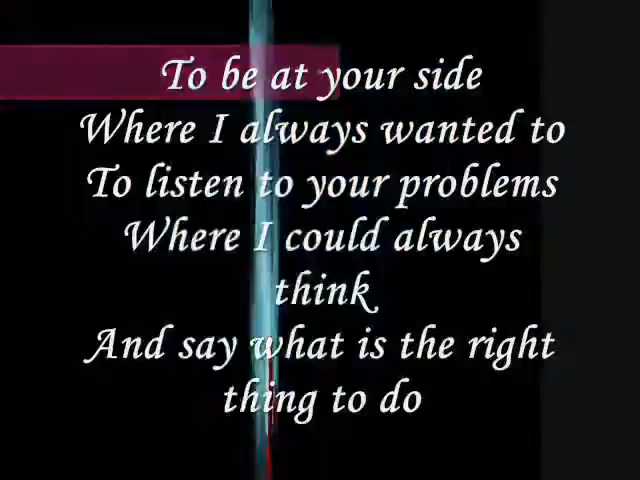 To be at your side
Where I always wanted to
To listen to your problems
Where I could always
think
And say what is the right
thing to do